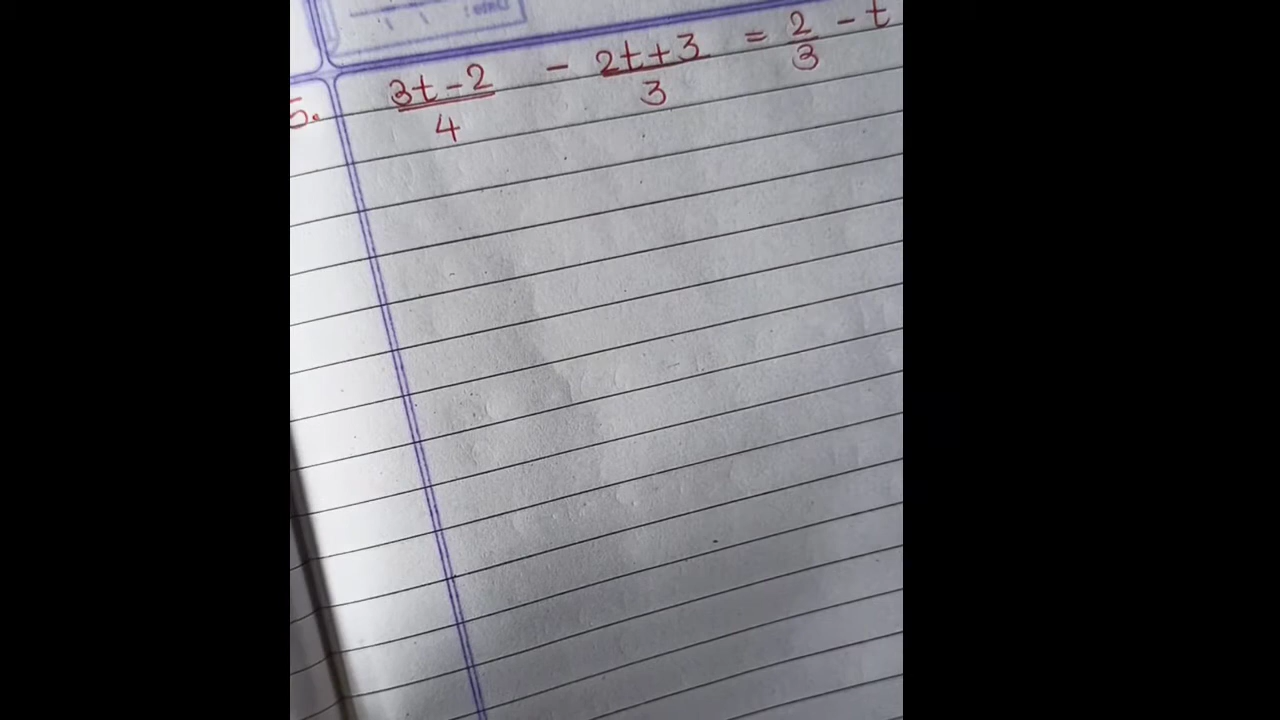 5. (3t-2)/4 - (2t+3)/3 = 2/3 - t